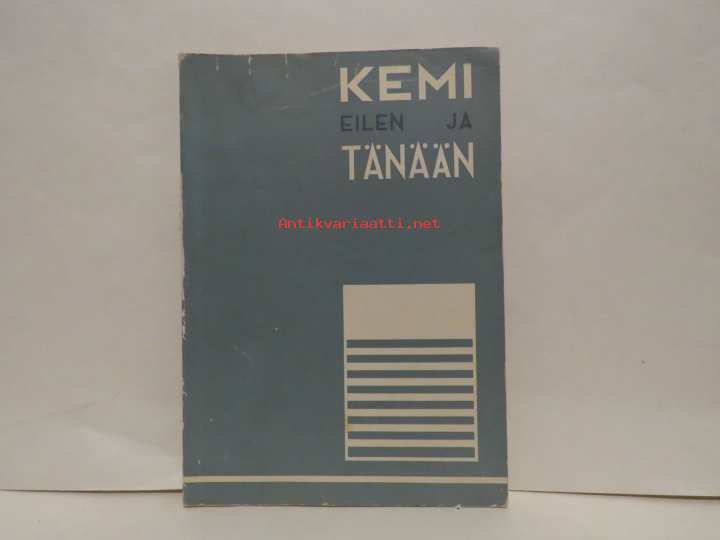 KEMI
EILEN JA
TÄNÄÄN
Antikvariaatti.net